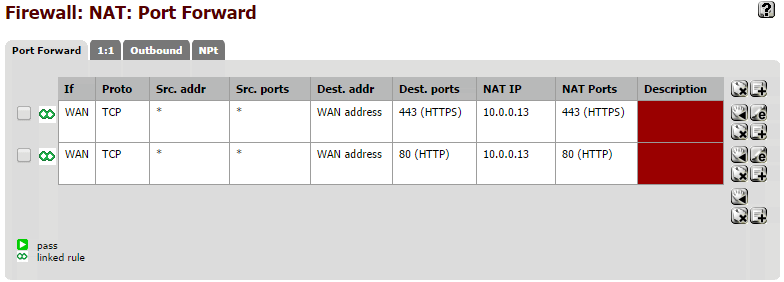 Firewall: NAT: Port Forward
?
Port Forward 1:1 Outbound NPt
If Proto Src. addr Src. ports Dest. addr Dest. ports NAT IP NAT Ports Description
WAN TCP * * WAN address 443 (HTTPS) 10.0.0.13 443 (HTTPS)
e
WAN TCP * * WAN address 80 (HTTP) 10.0.0.13 80 (HTTP)
e
pass
linked rule